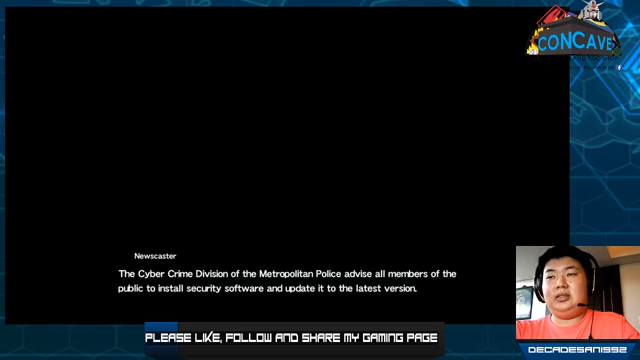 CONCAVE
Newscaster
The Cyber Crime Division of the Metropolitan Police advise all members of the
public to install security software and update it to the latest version.
PLEASE LIKE, FOLLOW AND SHARE MY GAMING PAGE
DECADESAN1992